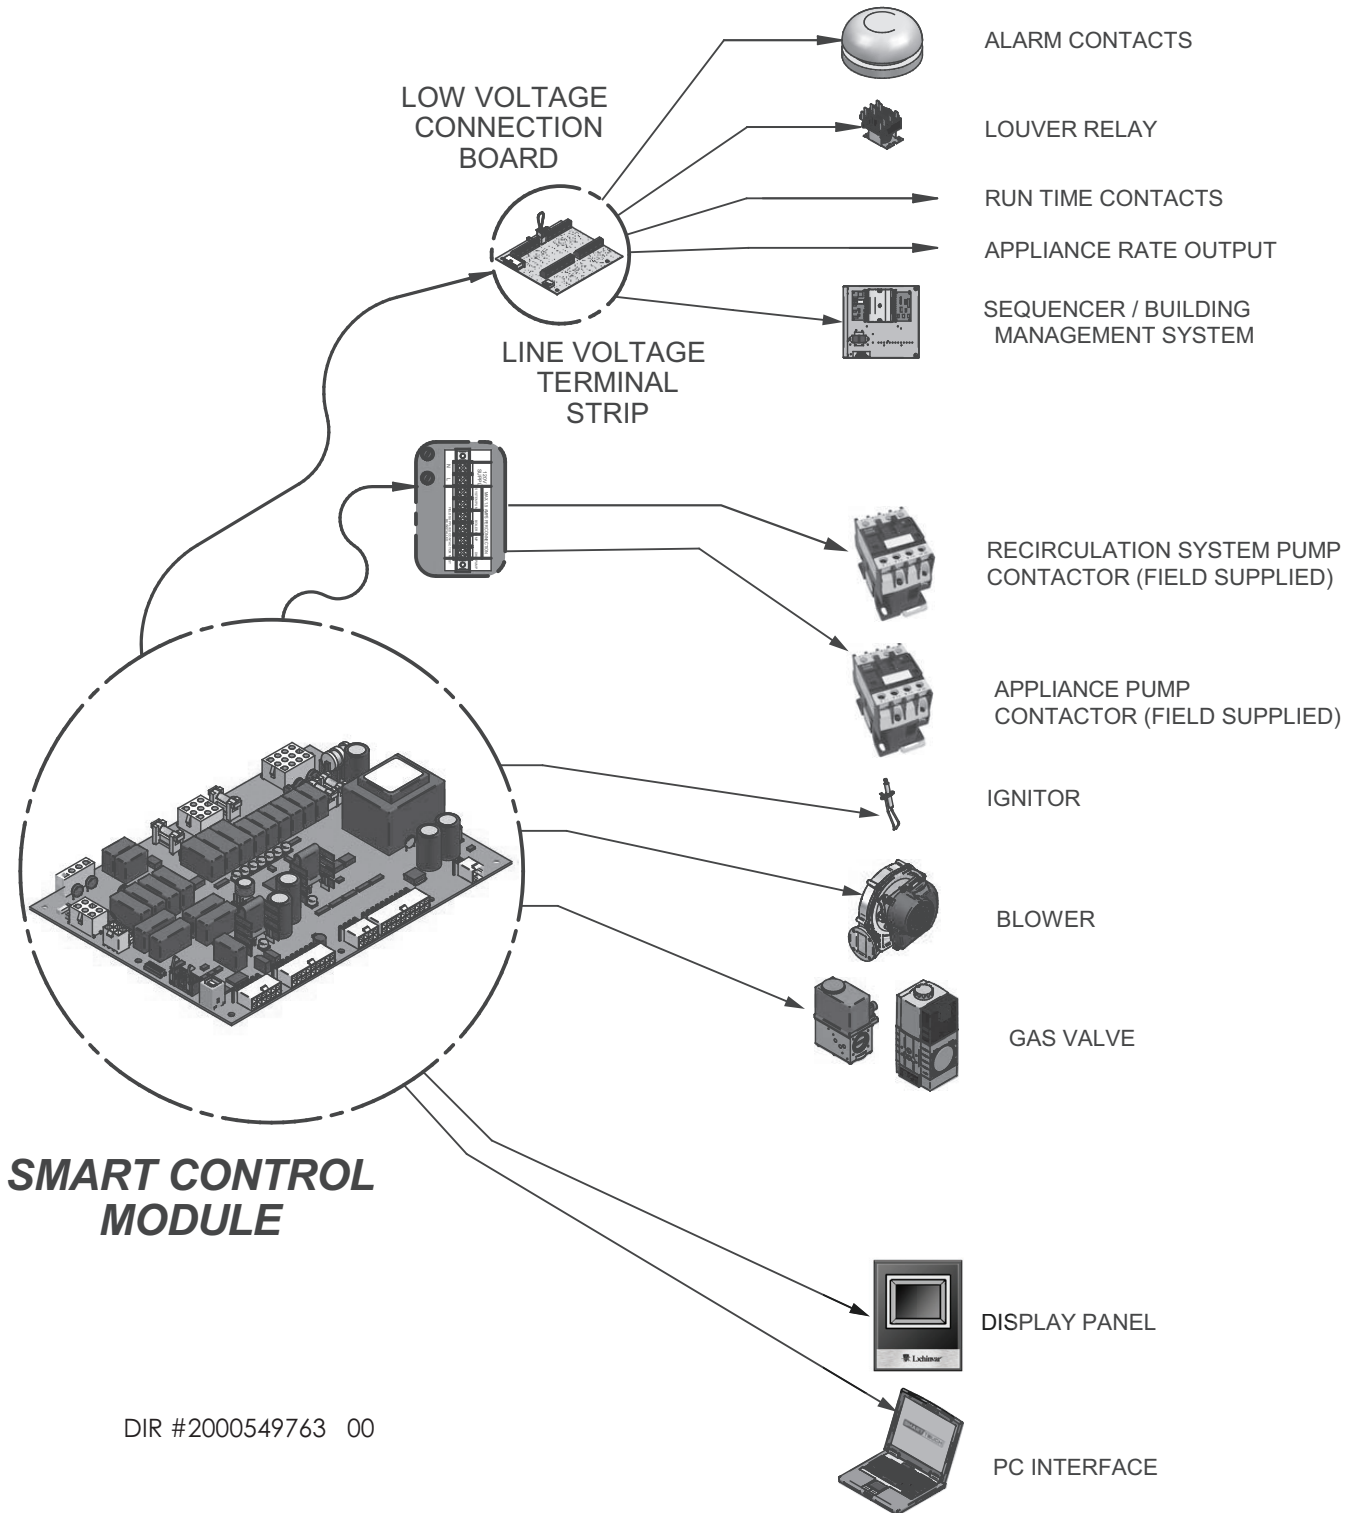 ALARM CONTACTS
LOW VOLTAGE
CONNECTION
BOARD
LOUVER RELAY
RUN TIME CONTACTS
APPLIANCE RATE OUTPUT
SEQUENCER / BUILDING
MANAGEMENT SYSTEM
LINE VOLTAGE
TERMINAL
STRIP
N
L
120V
RECIRCULATION SYSTEM PUMP
CONTACTOR (FIELD SUPPLIED)
APPLIANCE PUMP
CONTACTOR (FIELD SUPPLIED)
IGNITOR
BLOWER
GAS VALVE
SMART CONTROL
MODULE
DISPLAY PANEL
Lochinvar
DIR #2000549763 00
PC INTERFACE